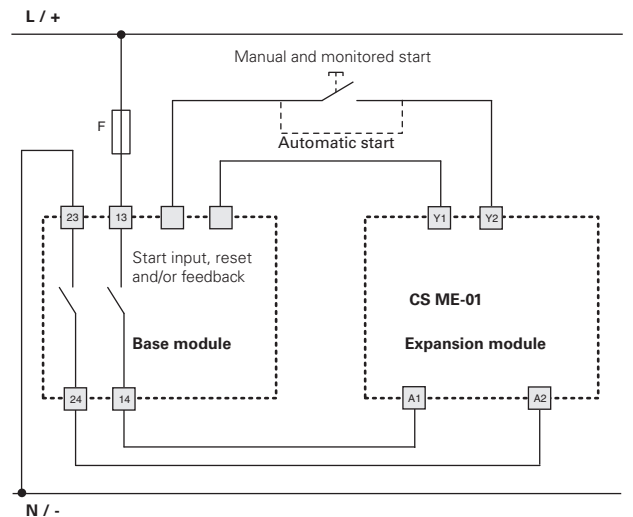 L / +
Manual and monitored start
F
Automatic start
23
13
Y1
Y2
Start input, reset
and/or feedback
CS ME-01
Base module
Expansion module
24
14
A1
A2
N / -